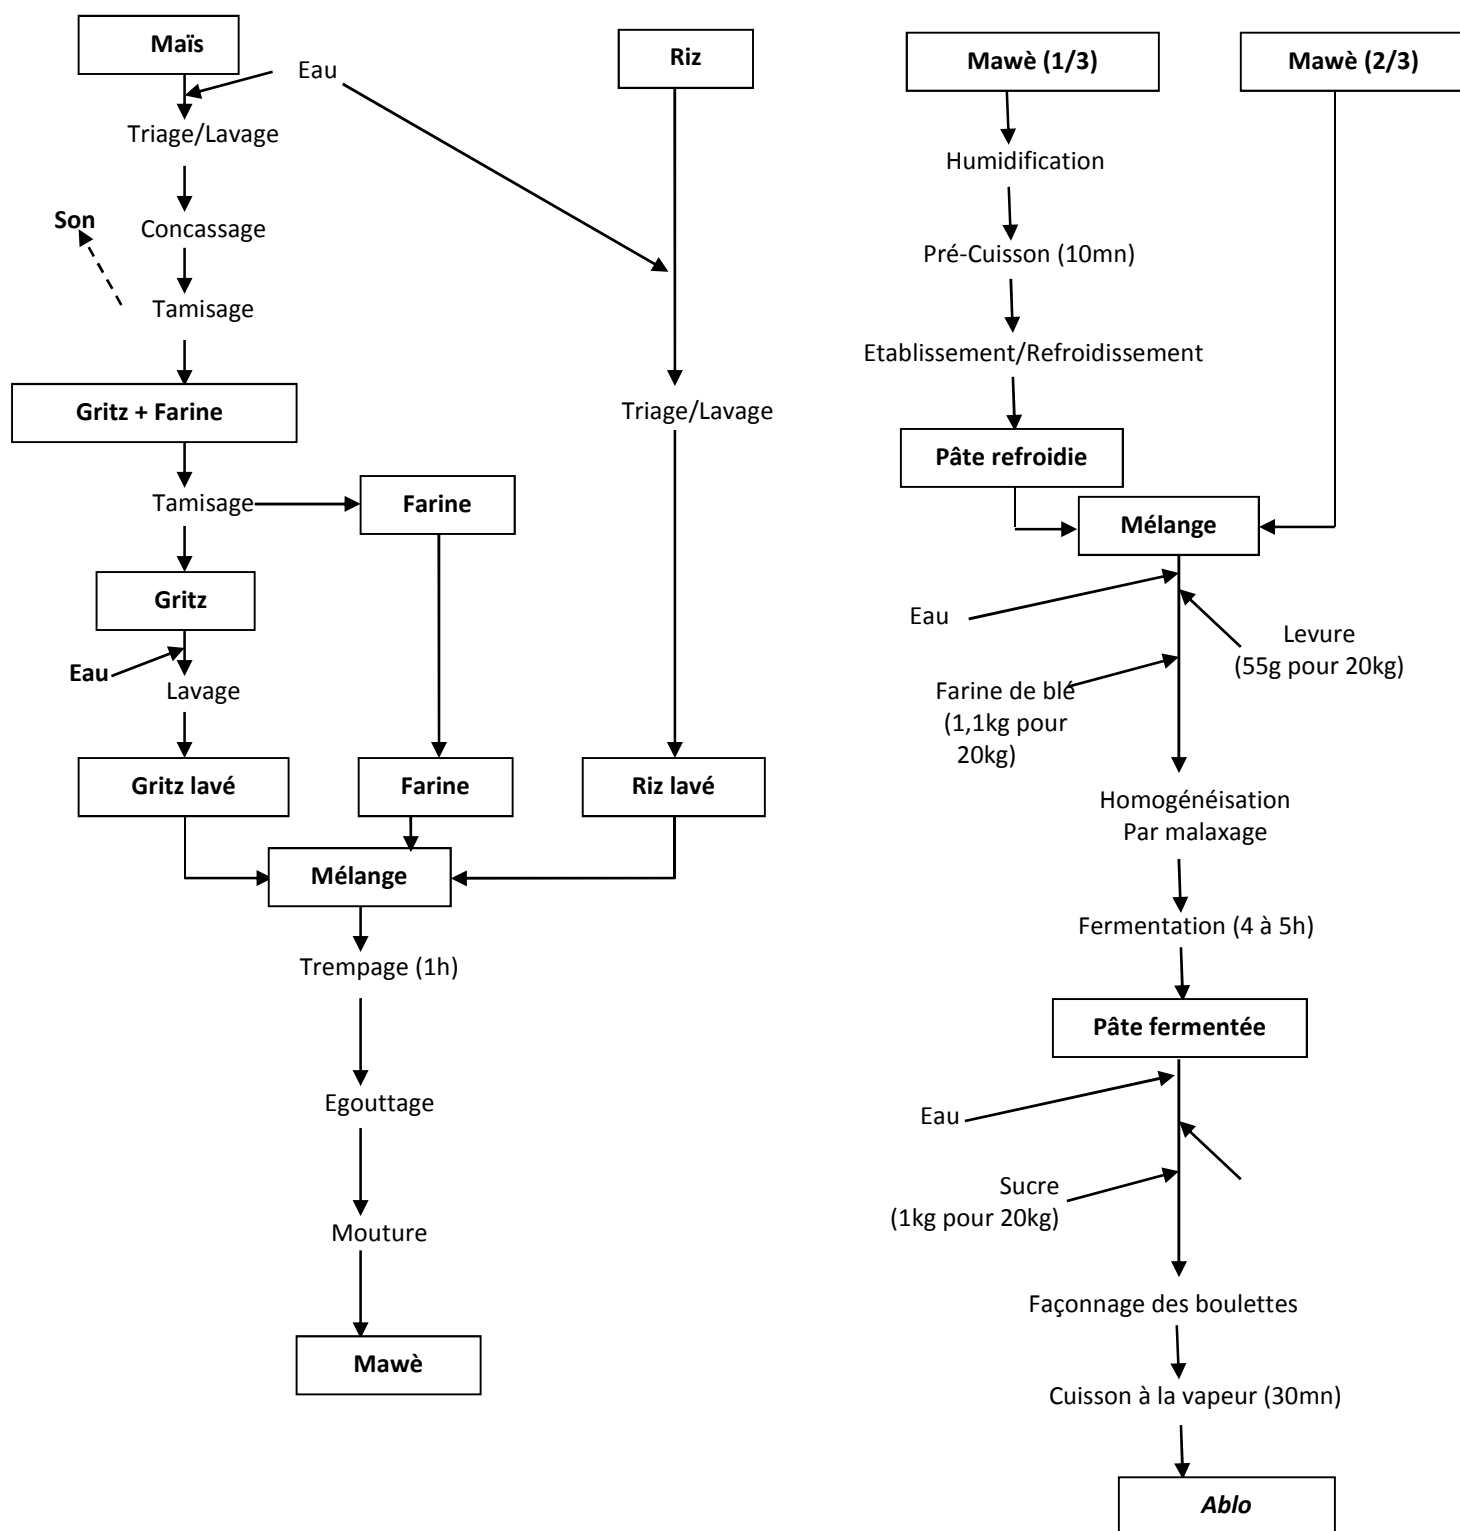 Maïs
Eau
Triage/Lavage
Son
Concassage
Tamisage
Gritz + Farine
Tamisage
Farine
Gritz
Eau
Lavage
Gritz lavé
Farine
Riz
Triage/Lavage
Riz lavé
Mélange
Trempage (1h)
Egouttage
Mouture
Mawè
Mawè (1/3)
Mawè (2/3)
Humidification
Pré-Cuisson (10mn)
Etablissement/Refroidissement
Pâte refroidie
Mélange
Eau
Levure
(55g pour 20kg)
Farine de blé
(1,1kg pour
20kg)
Homogénéisation
Par malaxage
Fermentation (4 à 5h)
Pâte fermentée
Eau
Sucre
(1kg pour 20kg)
Façonnage des boulettes
Cuisson à la vapeur (30mn)
Ablo